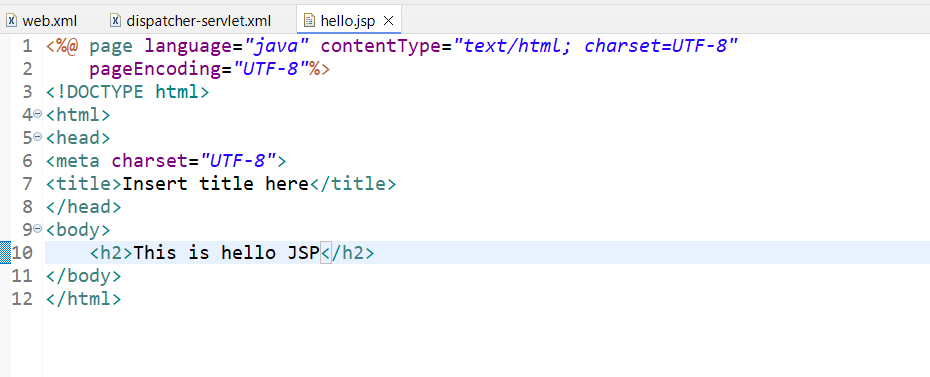 web.xml dispatcher-servlet.xml hello.jsp
1 <%@ page language="java" contentType="text/html; charset=UTF-8"
2     pageEncoding="UTF-8"%>
3 <!DOCTYPE html>
4 <html>
5 <head>
6 <meta charset="UTF-8">
7 <title>Insert title here</title>
8 </head>
9 <body>
10     <h2>This is hello JSP</h2>
11 </body>
12 </html>